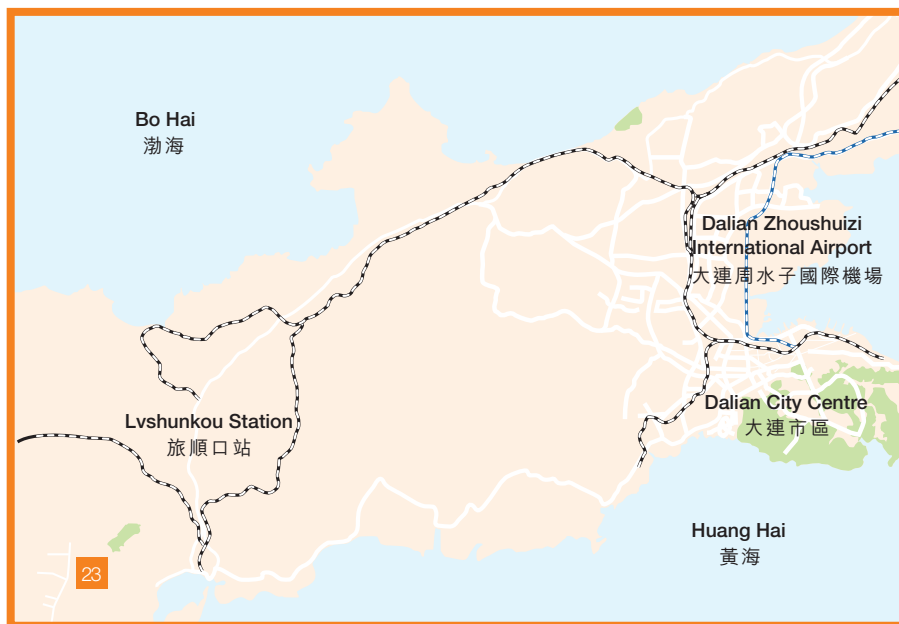 Bo Hai
渤海
Dalian Zhoushuizi
International Airport
大連周水子國際機場
Lvshunkou Station
旅順口站
Dalian City Centre
大連市區
Huang Hai
黃海
23